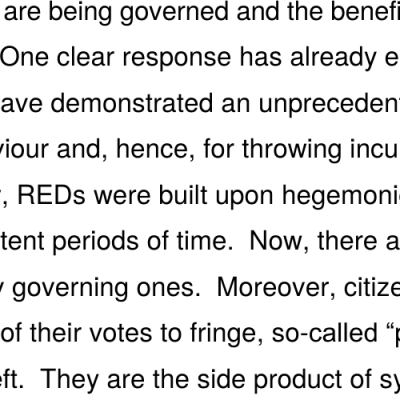 are being governed and the benefi
One clear response has already e
ave demonstrated an unpreceden
viour and, hence, for throwing incu
, REDs were built upon hegemoni
tent periods of time.  Now, there a
y governing ones.  Moreover, citize
of their votes to fringe, so-called “p
eft.  They are the side product of sy